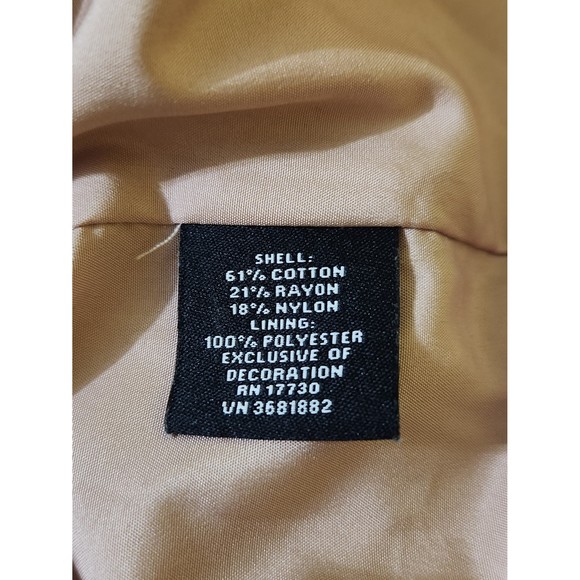 SHELL:
61% COTTON
21% RAYON
18% NYLON
LINING:
100% POLYESTER
EXCLUSIVE OF
DECORATION
RN 17730
VN 3681882